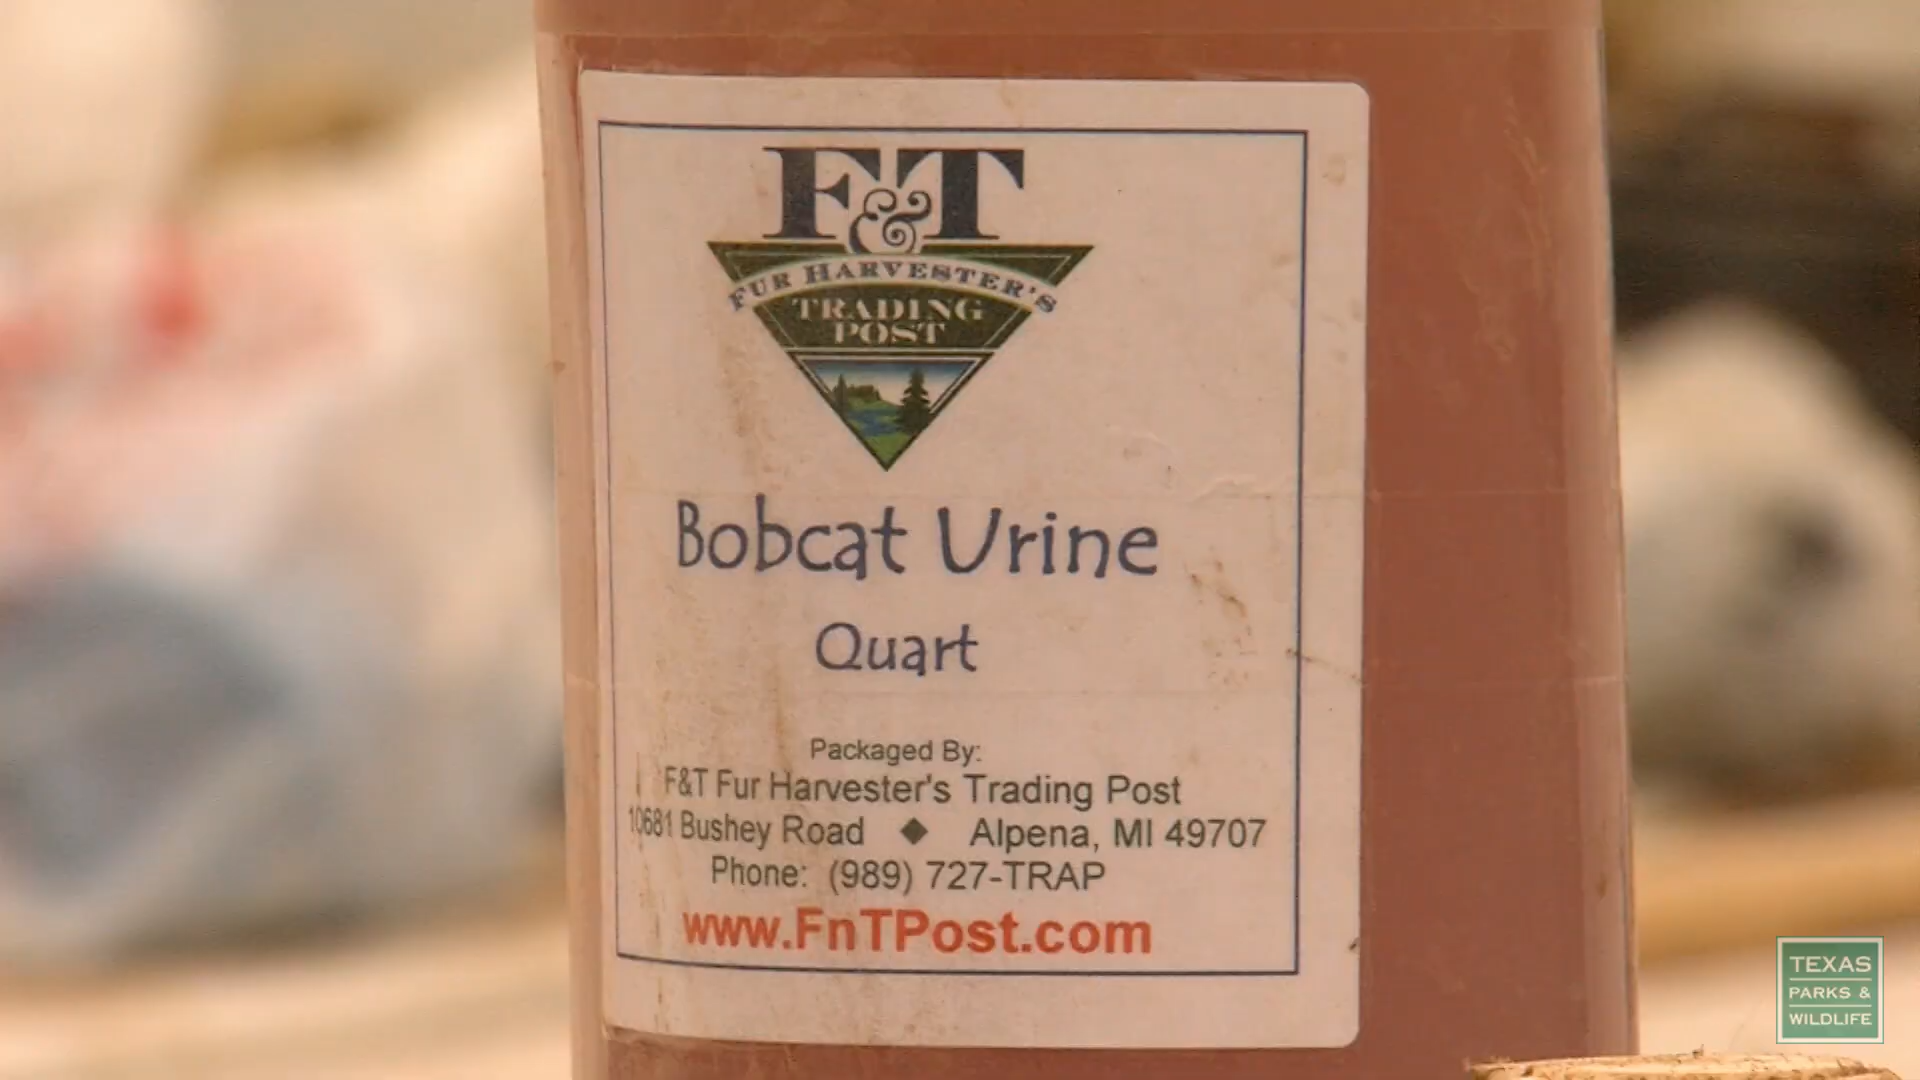 F&T
FUR HARVESTER'S
TRADING
POST
Bobcat Urine
Quart
Packaged By:
F&T Fur Harvester's Trading Post
10681 Bushey Road ◆ Alpena, MI 49707
Phone: (989) 727-TRAP
www.FnTPost.com
TEXAS
PARKS &
WILDLIFE